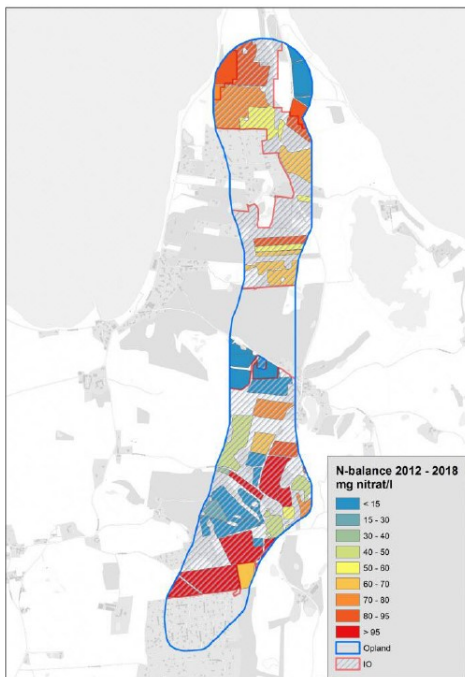 N-balance 2012 - 2018
mg nitrat/l
< 15
15 - 30
30 - 40
40 - 50
50 - 60
60 - 70
70 - 80
80 - 95
> 95
Opland
IO